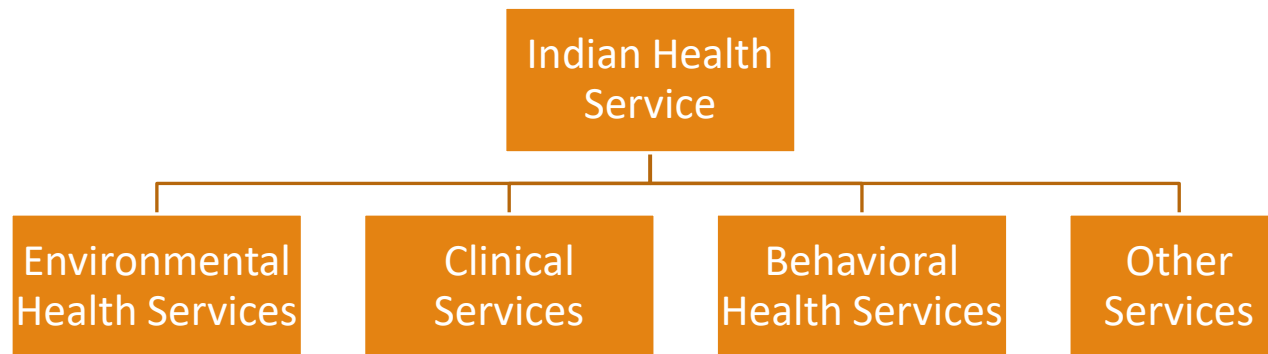 Indian Health
Service
Environmental
Health Services
Clinical
Services
Behavioral
Health Services
Other
Services